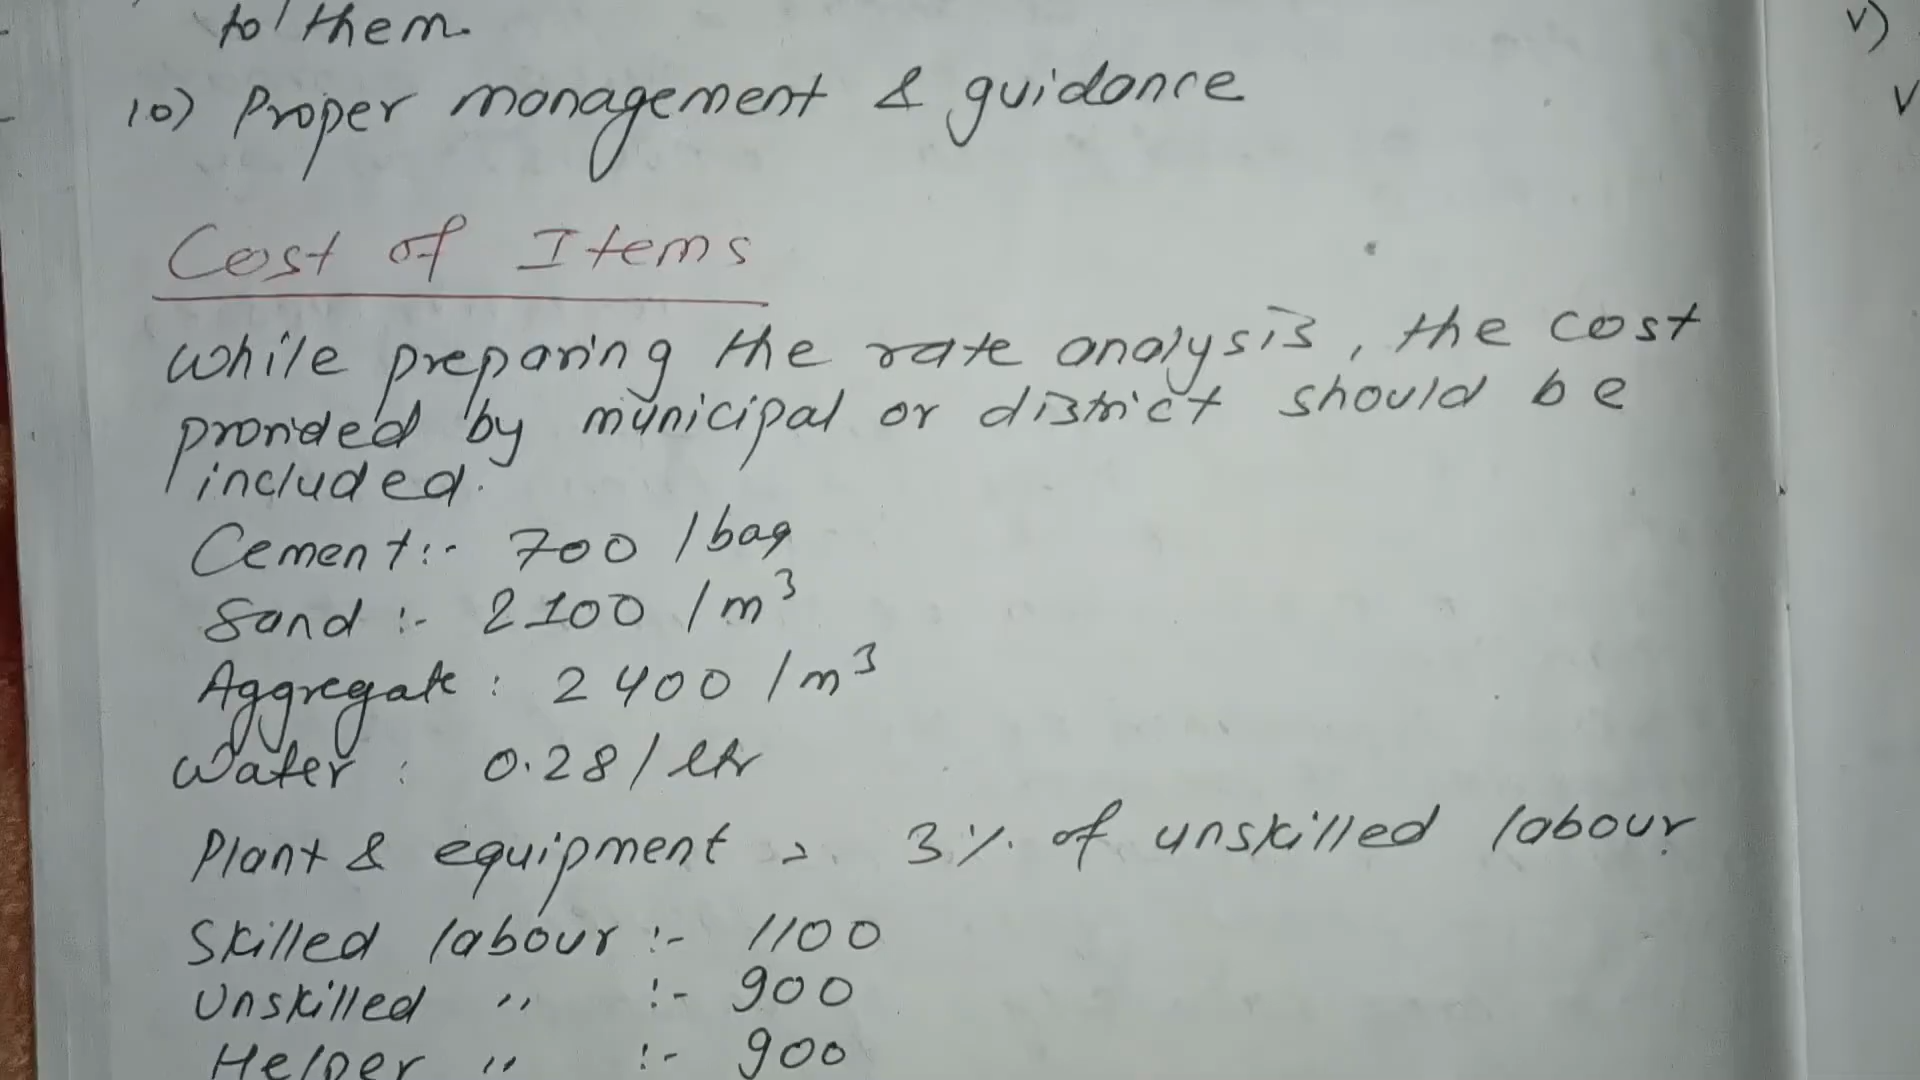 to them.
10) Proper management & guidance
Cost of Items
While preparing the rate analysis, the cost
provided by municipal or district should be
included.
Cement:- 700 /bag
Sand :- 2100 /m³
Aggregate : 2400 /m³
Water : 0.28/ ltr
Plant & equipment 2. 3% of unskilled labour
Skilled labour :- 1100
Unskilled " :- 900
Helper " :- 900
v)
V